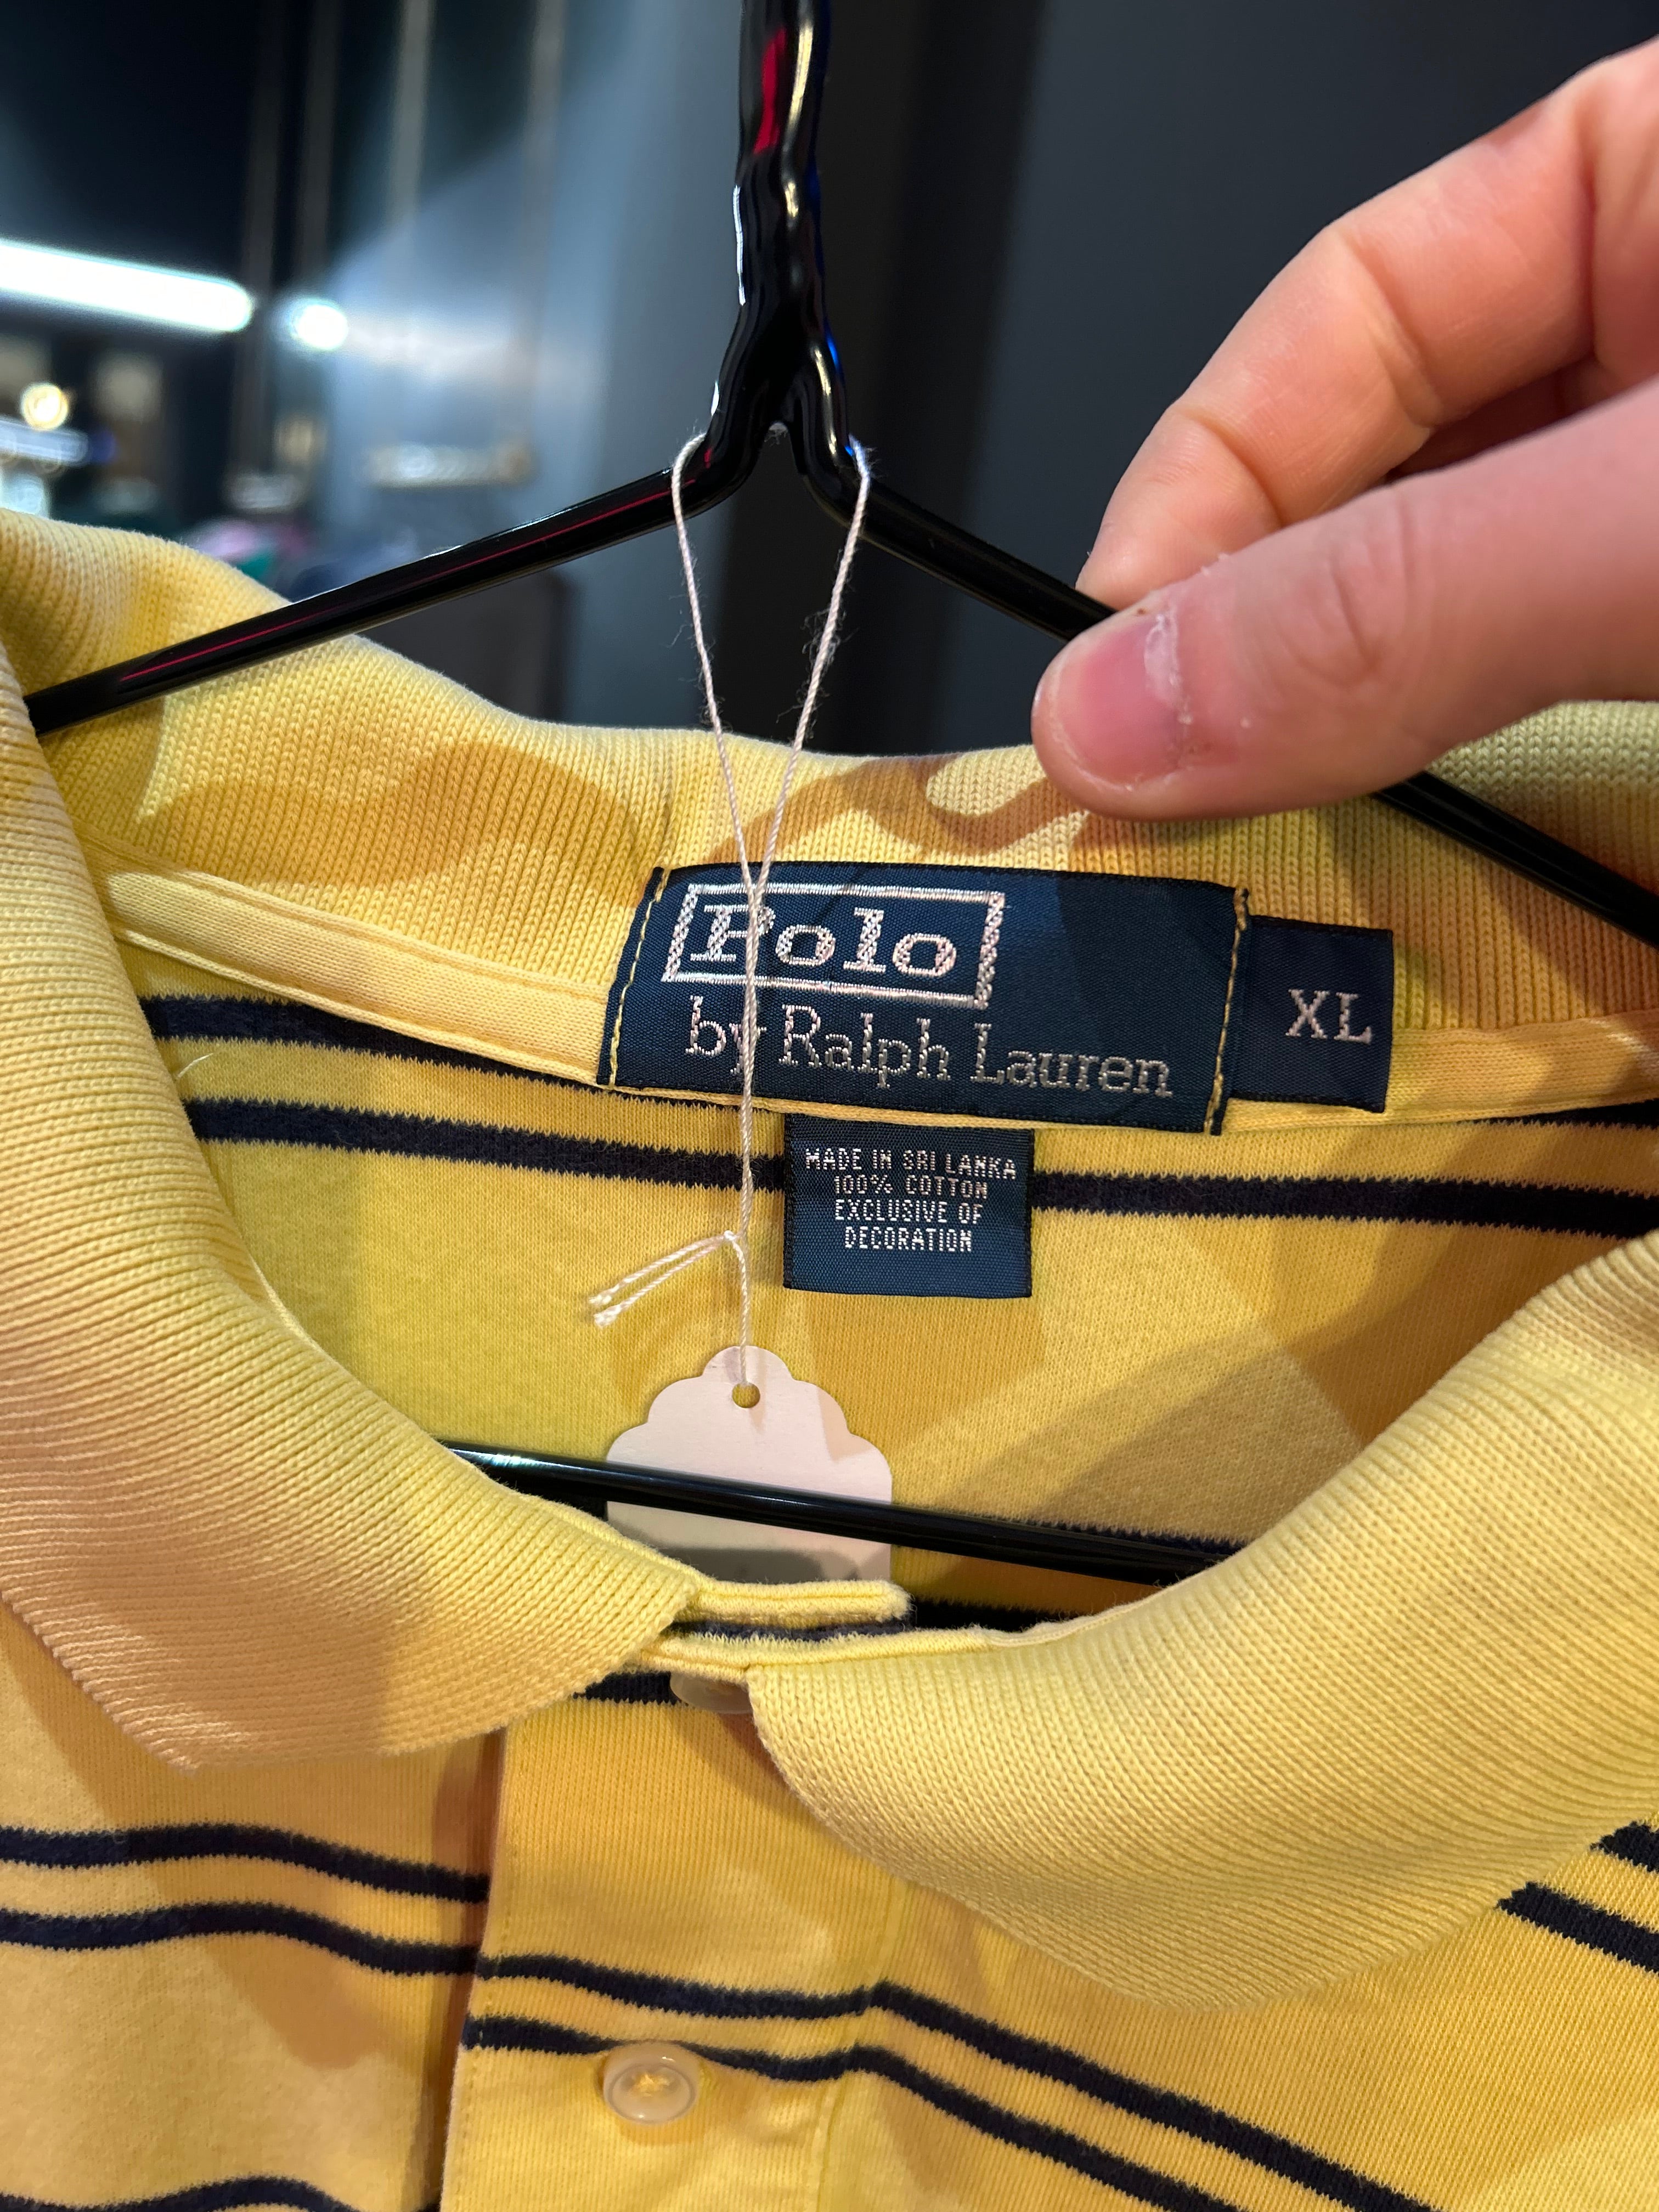 Polo
by Ralph Lauren
XL
MADE IN SRI LANKA
100% COTTON
EXCLUSIVE OF
DECORATION